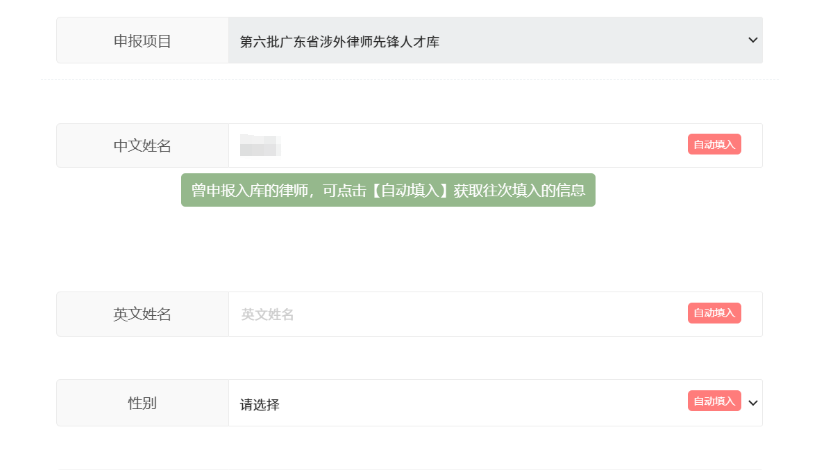 申报项目 第六批广东省涉外律师先锋人才库
中文姓名 自动填入
曾申报入库的律师，可点击【自动填入】获取往次填入的信息
英文姓名 英文姓名 自动填入
性别 请选择 自动填入